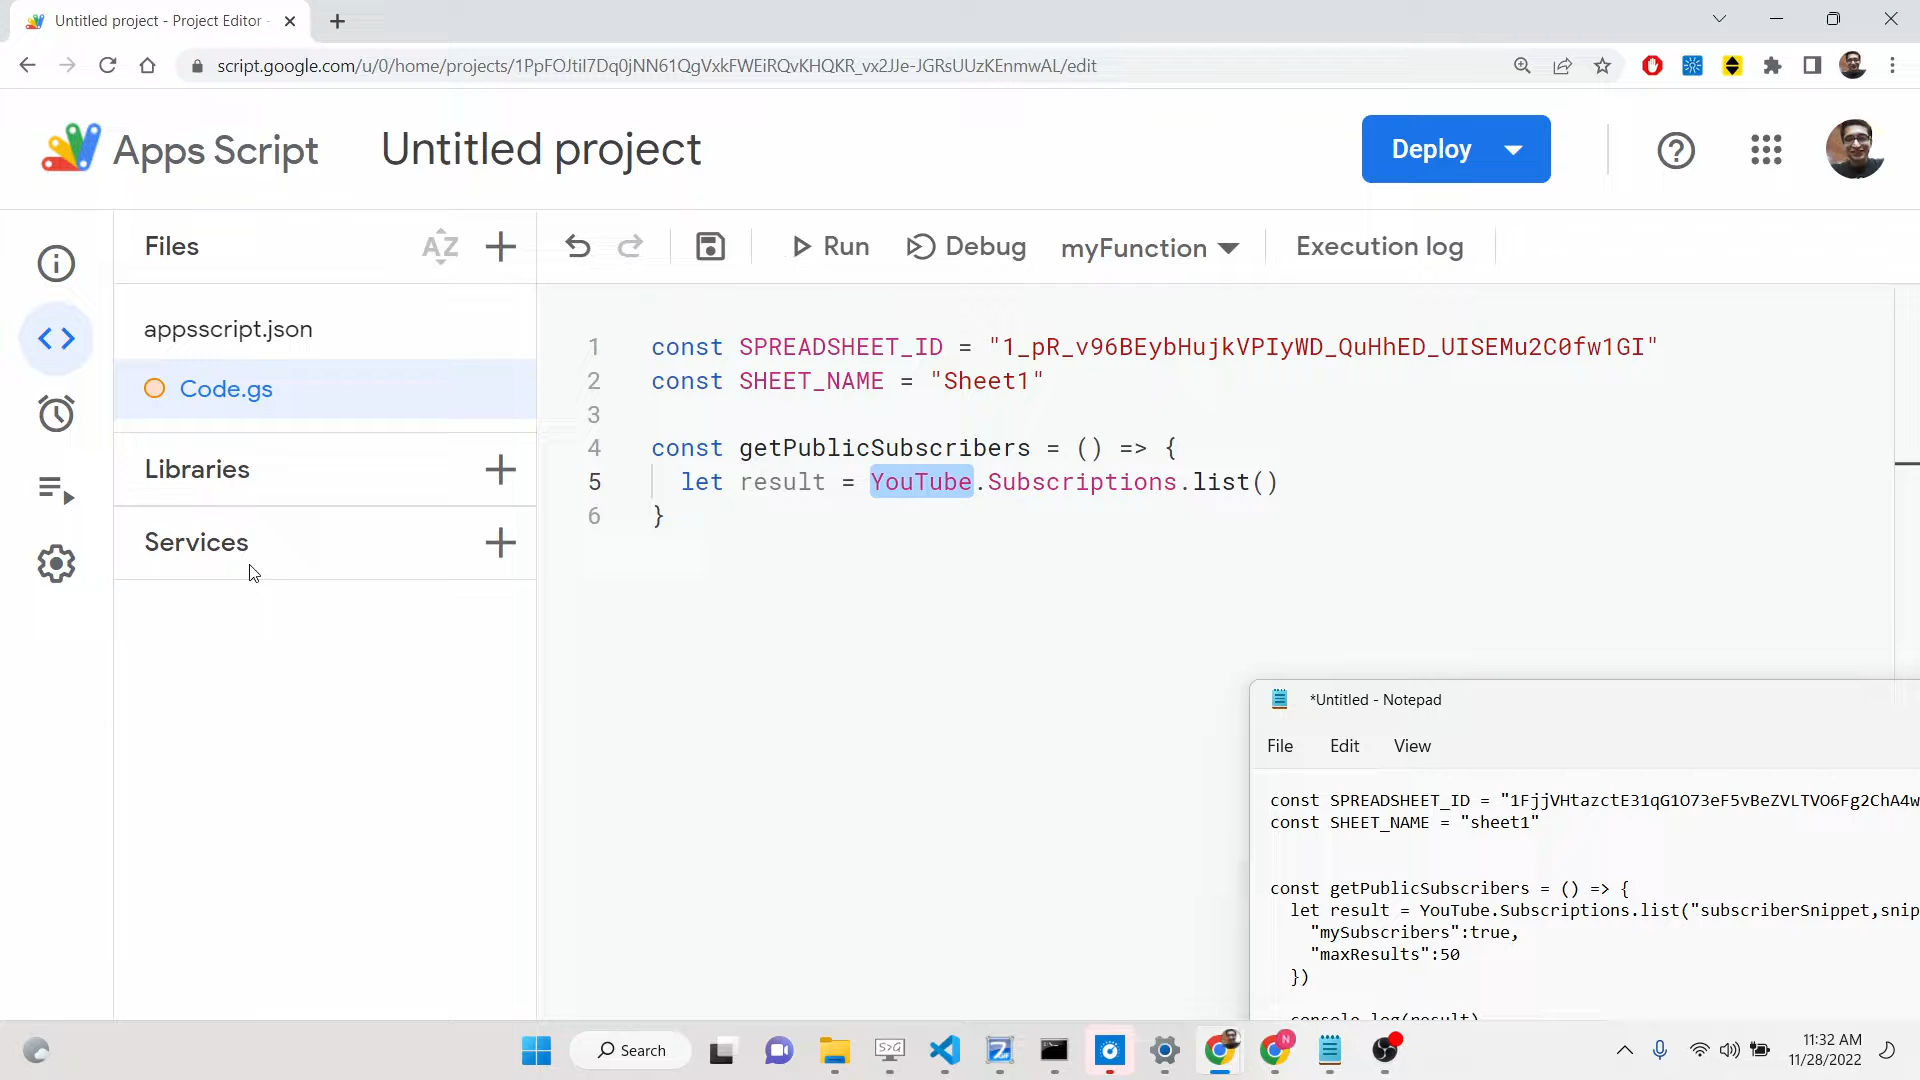 Untitled project - Project Editor -
script.google.com/u/0/home/projects/1PpFOJtil7Dq0jNN61QgVxkFWEiRQvKHQKR_vx2JJe-JGRsUUzKEnmwAL/edit
Apps Script
Untitled project
Deploy
Files
AZ
Run
Debug
myFunction
Execution log
appsscript.json
Code.gs
Libraries
Services
1 const SPREADSHEET_ID = "1_pR_v96BEybHujkVPIyWD_QuHhED_UISEMu2C0fw1GI"
2 const SHEET_NAME = "Sheet1"
3
4 const getPublicSubscribers = () => {
5 let result = YouTube.Subscriptions.list()
6 }
*Untitled - Notepad
File Edit View
const SPREADSHEET_ID = "1FjjVHtazctE31qG1O73eF5vBeZVLTVO6Fg2ChA4w
const SHEET_NAME = "sheet1"
const getPublicSubscribers = () => {
let result = YouTube.Subscriptions.list("subscriberSnippet,snip
"mySubscribers":true,
"maxResults":50
})
console.log(result)
Search
11:32 AM
11/28/2022